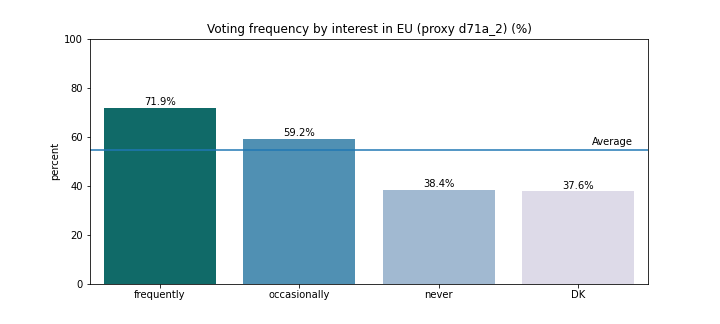 Voting frequency by interest in EU (proxy d71a_2) (%)
100
80
60
40
20
0
percent
71.9%
59.2%
38.4%
37.6%
Average
frequently
occasionally
never
DK